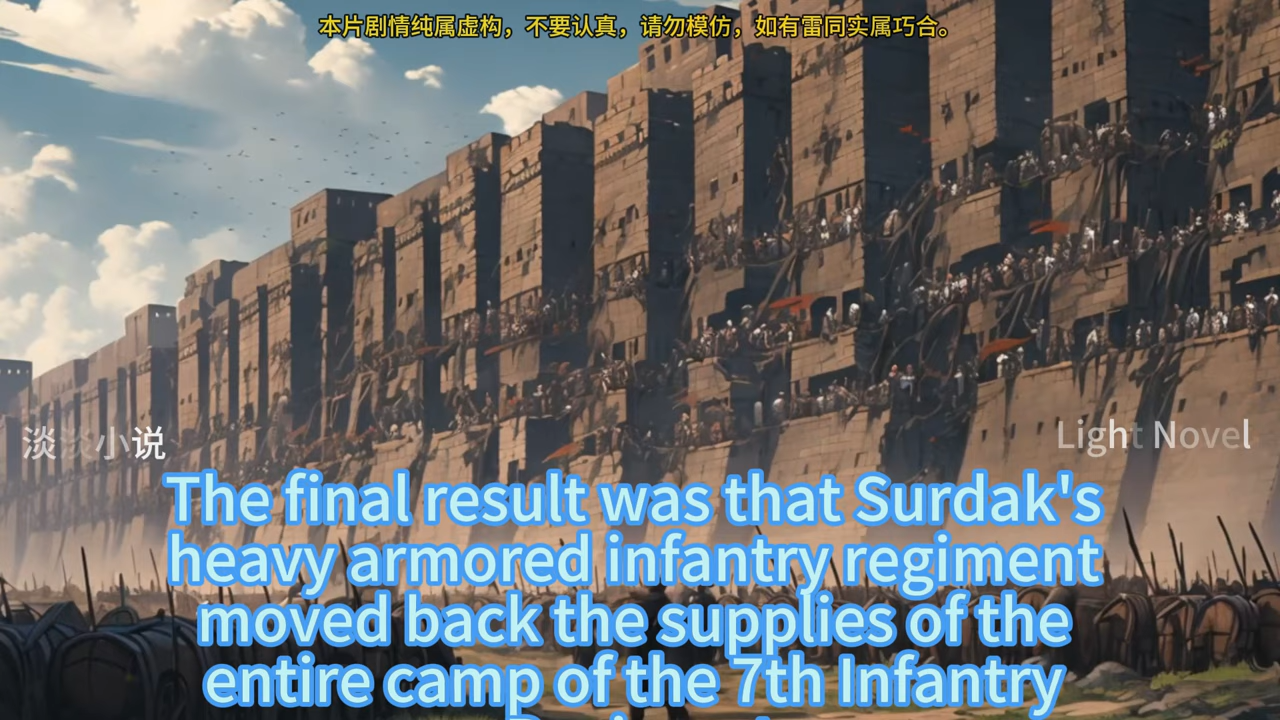 本片剧情纯属虚构，不要认真，请勿模仿，如有雷同实属巧合。
淡淡小说
Light Novel
The final result was that Surdak's
heavy armored infantry regiment
moved back the supplies of the
entire camp of the 7th Infantry